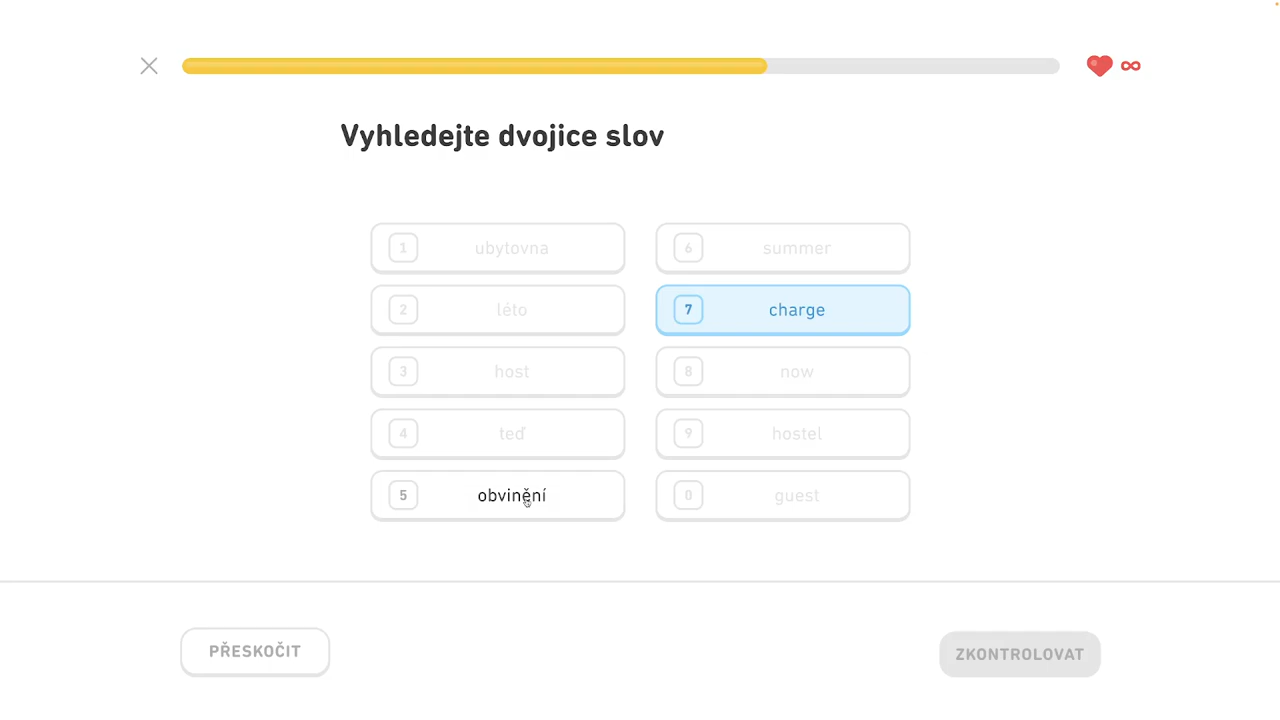 Vyhledejte dvojice slov
1 ubytovna
6 summer
2 léto
7 charge
3 host
8 now
4 teď
9 hostel
5 obvinění
0 guest
PŘESKOČIT
ZKONTROLOVAT